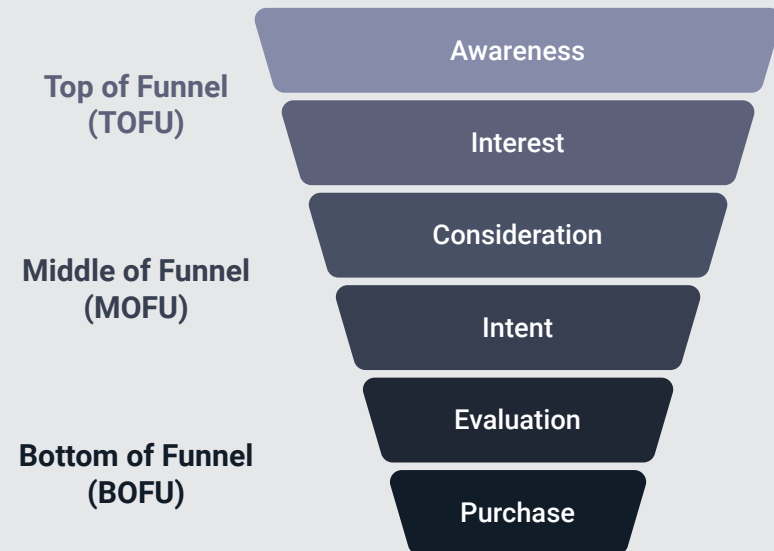 Awareness
Top of Funnel
(TOFU)
Interest
Consideration
Middle of Funnel
(MOFU)
Intent
Evaluation
Bottom of Funnel
(BOFU)
Purchase